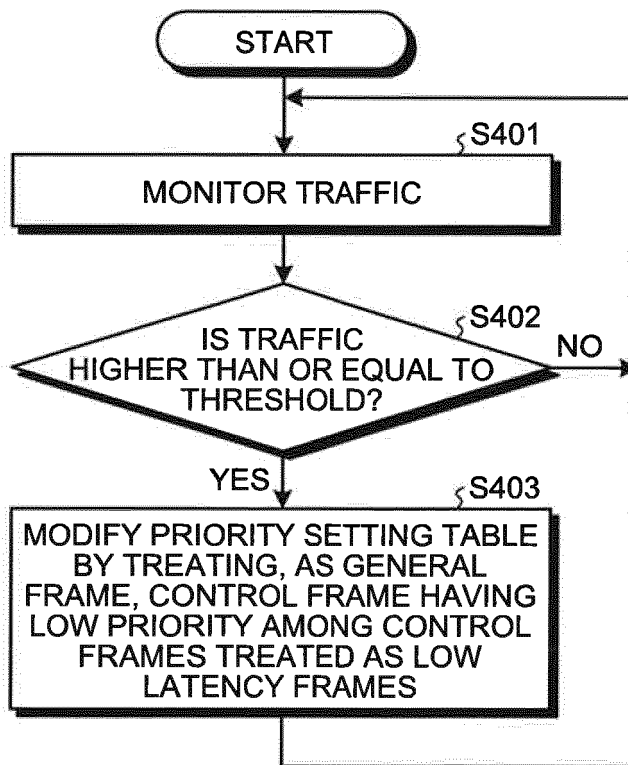 START
S401
MONITOR TRAFFIC
S402
IS TRAFFIC
HIGHER THAN OR EQUAL TO
THRESHOLD?
NO
YES
S403
MODIFY PRIORITY SETTING TABLE
BY TREATING, AS GENERAL
FRAME, CONTROL FRAME HAVING
LOW PRIORITY AMONG CONTROL
FRAMES TREATED AS LOW
LATENCY FRAMES